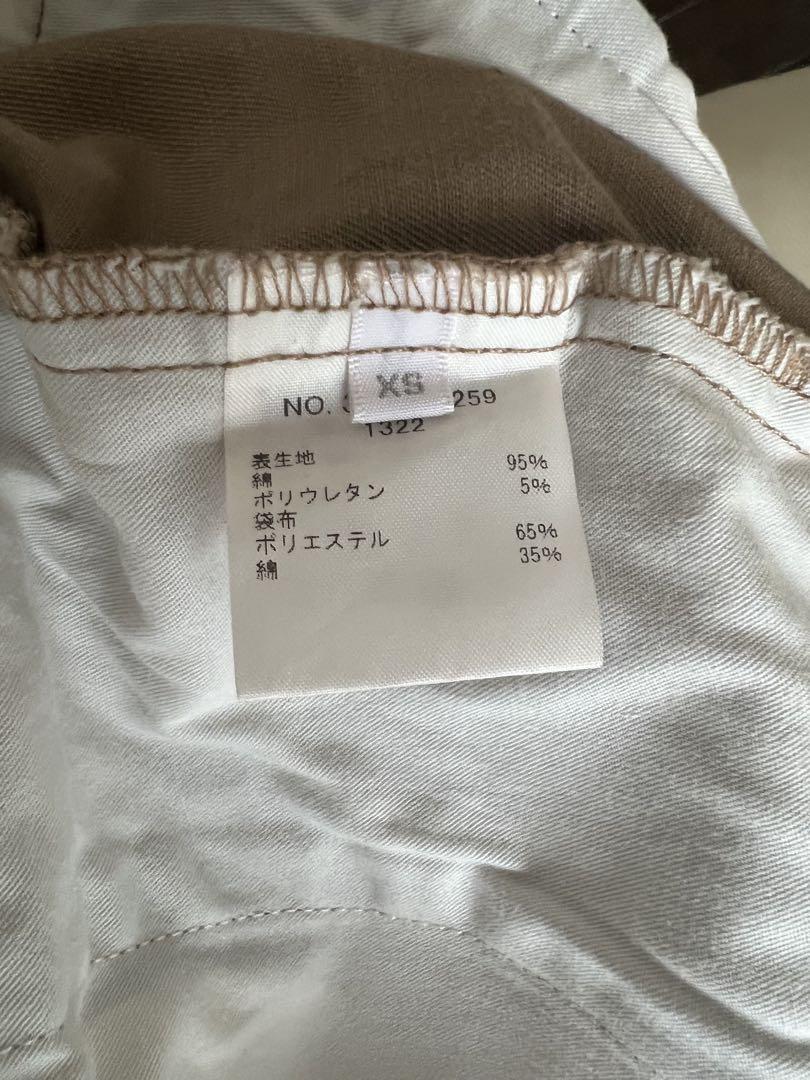 XS
NO. 259
1322
表生地
綿 95%
ポリウレタン 5%
袋布
ポリエステル 65%
綿 35%